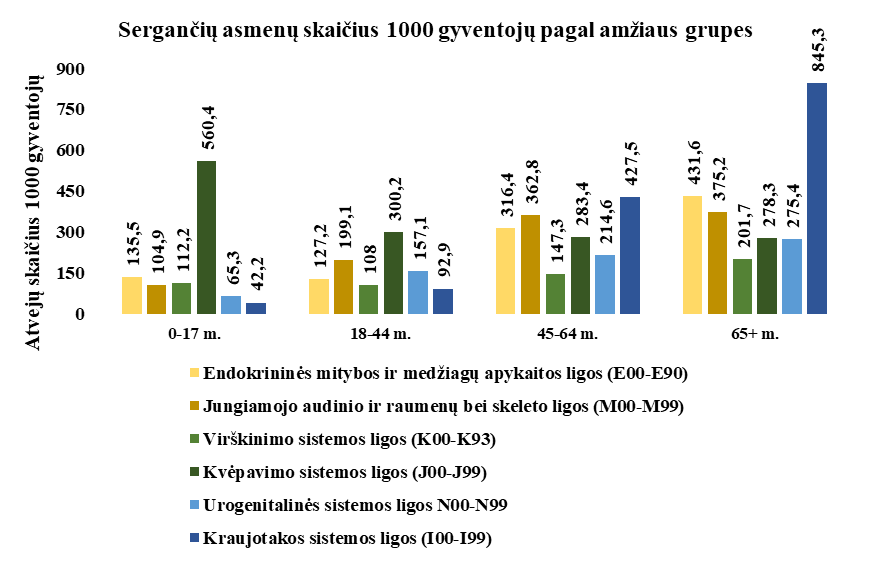 Sergančių asmenų skaičius 1000 gyventojų pagal amžiaus grupes
Atvejų skaičius 1000 gyventojų
900
750
600
450
300
150
0
135,5
104,9
112,2
560,4
65,3
42,2
127,2
199,1
108
300,2
157,1
92,9
316,4
362,8
147,3
283,4
214,6
427,5
431,6
375,2
201,7
278,3
275,4
845,3
0-17 m.
18-44 m.
45-64 m.
65+ m.
Endokrininės mitybos ir medžiagų apykaitos ligos (E00-E90)
Jungiamojo audinio ir raumenų bei skeleto ligos (M00-M99)
Virškinimo sistemos ligos (K00-K93)
Kvėpavimo sistemos ligos (J00-J99)
Urogenitalinės sistemos ligos N00-N99
Kraujotakos sistemos ligos (I00-I99)